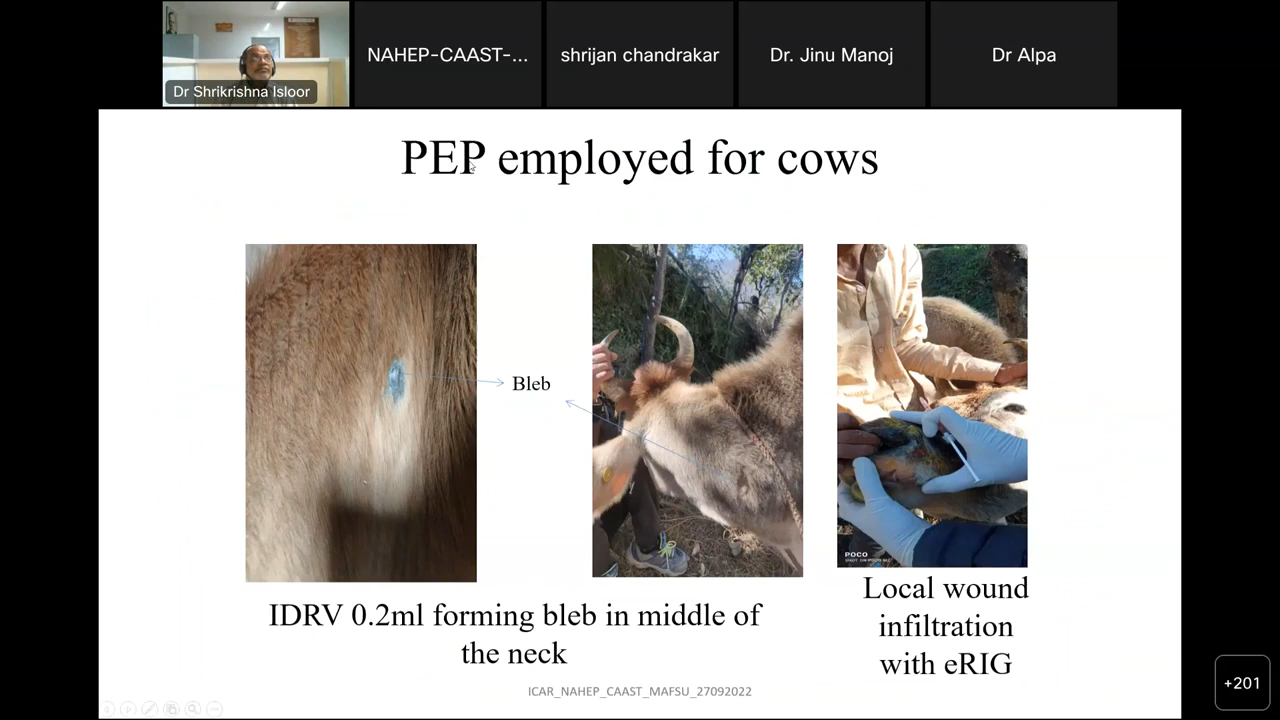 NAHEP-CAAST-...
shrijan chandrakar
Dr. Jinu Manoj
Dr Alpa
Dr Shrikrishna Isloor
PEP employed for cows
Bleb
POCO
IDRV 0.2ml forming bleb in middle of
the neck
Local wound
infiltration
with eRIG
ICAR_NAHEP_CAAST_MAFSU_27092022
+201